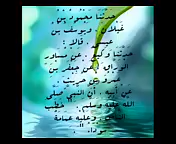 حدثنا محمود بن
غيلان ، ويوسف بن
عيسى ، قالا :
حدثنا وكيع ، عن مساور
الوراق ، عن جعفر بن
عمرو بن حريث ،
عن أبيه ، أن النبي صلى
الله عليه وسلم ، خطب
الناس ، وعليه عمامة
سوداء